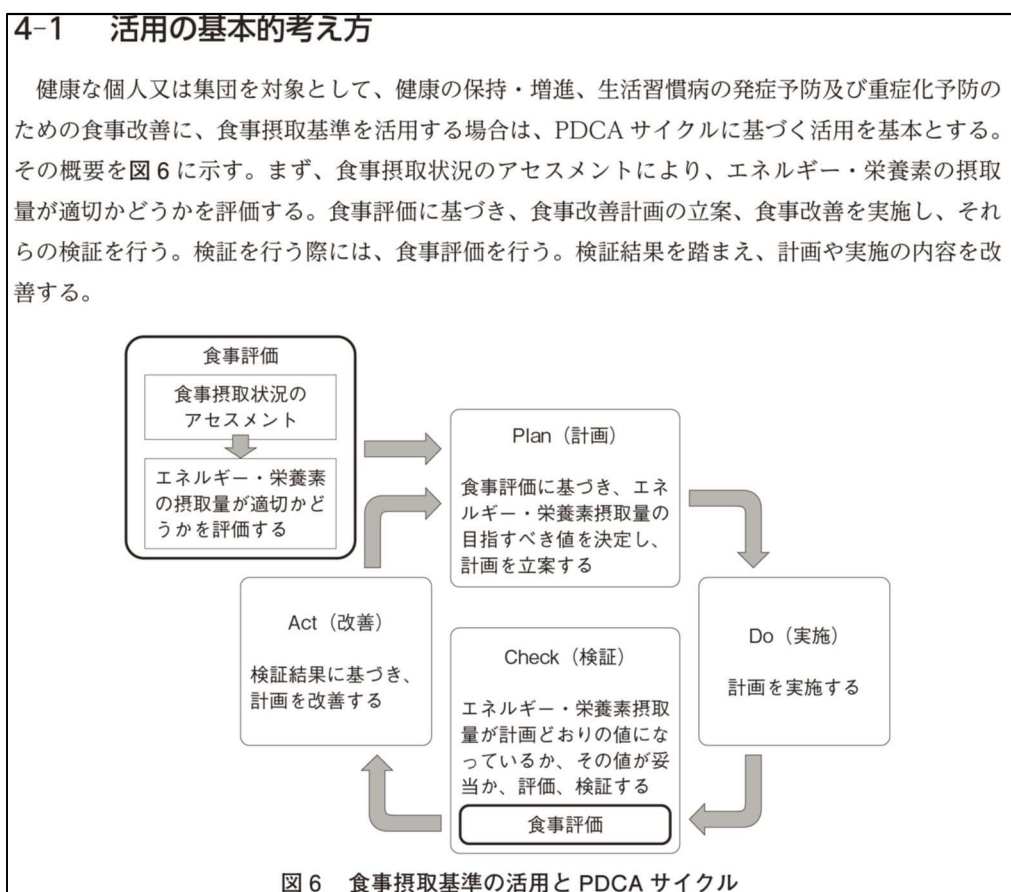 4-1 活用の基本的考え方
健康な個人又は集団を対象として、健康の保持・増進、生活習慣病の発症予防及び重症化予防の
ための食事改善に、食事摂取基準を活用する場合は、PDCA サイクルに基づく活用を基本とする。
その概要を図 6 に示す。まず、食事摂取状況のアセスメントにより、エネルギー・栄養素の摂取
量が適切かどうかを評価する。食事評価に基づき、食事改善計画の立案、食事改善を実施し、それ
らの検証を行う。検証を行う際には、食事評価を行う。検証結果を踏まえ、計画や実施の内容を改
善する。
食事評価
食事摂取状況の
アセスメント
エネルギー・栄養素
の摂取量が適切かど
うかを評価する
Plan（計画）
食事評価に基づき、エネ
ルギー・栄養素摂取量の
目指すべき値を決定し、
計画を立案する
Do（実施）
計画を実施する
Check（検証）
エネルギー・栄養素摂取
量が計画どおりの値にな
っているか、その値が妥
当か、評価、検証する
食事評価
Act（改善）
検証結果に基づき、
計画を改善する
図 6 食事摂取基準の活用と PDCA サイクル